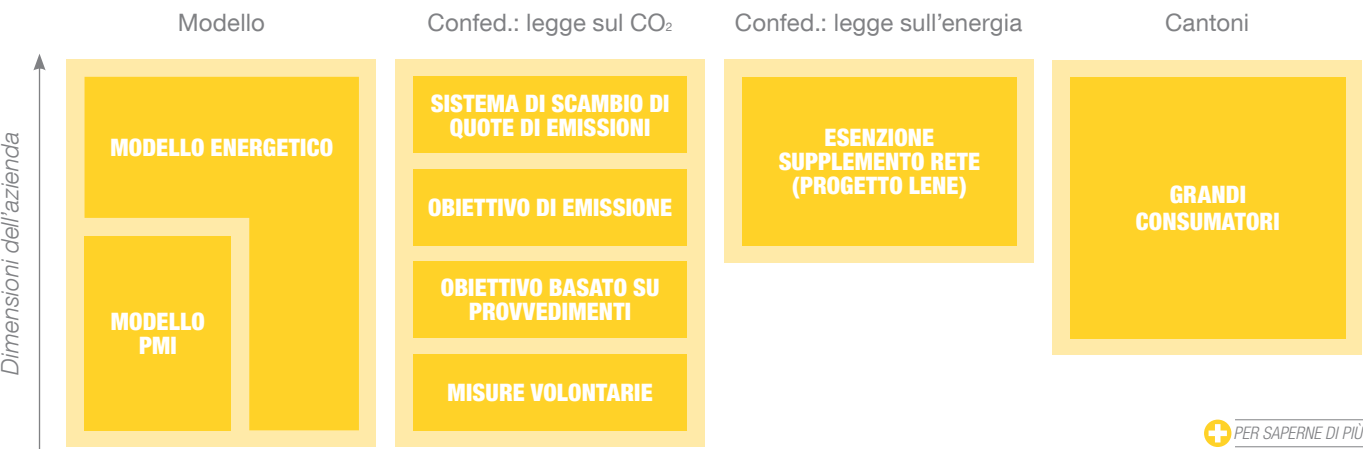 Modello
Confed.: legge sul CO₂
Confed.: legge sull'energia
Cantoni
Dimensioni dell'azienda
MODELLO ENERGETICO
MODELLO
PMI
SISTEMA DI SCAMBIO DI
QUOTE DI EMISSIONI
OBIETTIVO DI EMISSIONE
OBIETTIVO BASATO SU
PROVVEDIMENTI
MISURE VOLONTARIE
ESENZIONE
SUPPLEMENTO RETE
(PROGETTO LENE)
GRANDI
CONSUMATORI
PER SAPERNE DI PIÙ